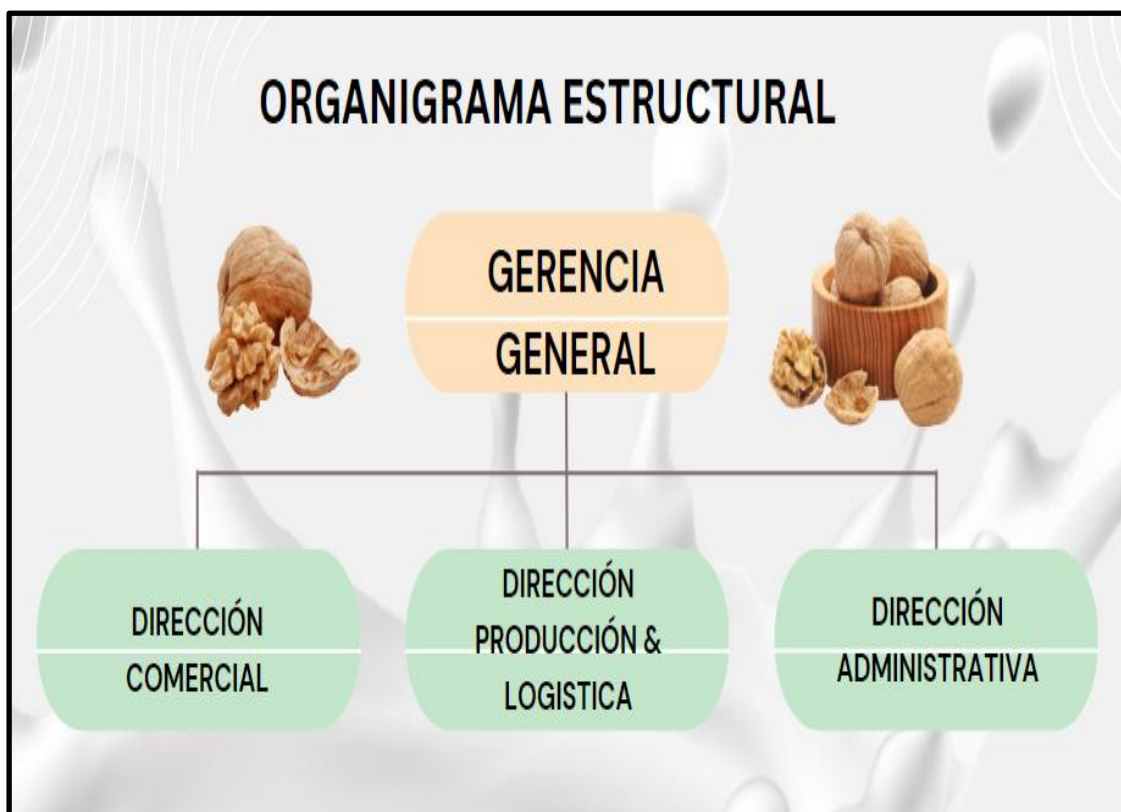 ORGANIGRAMA ESTRUCTURAL
GERENCIA
GENERAL
DIRECCIÓN
COMERCIAL
DIRECCIÓN
PRODUCCIÓN &
LOGISTICA
DIRECCIÓN
ADMINISTRATIVA